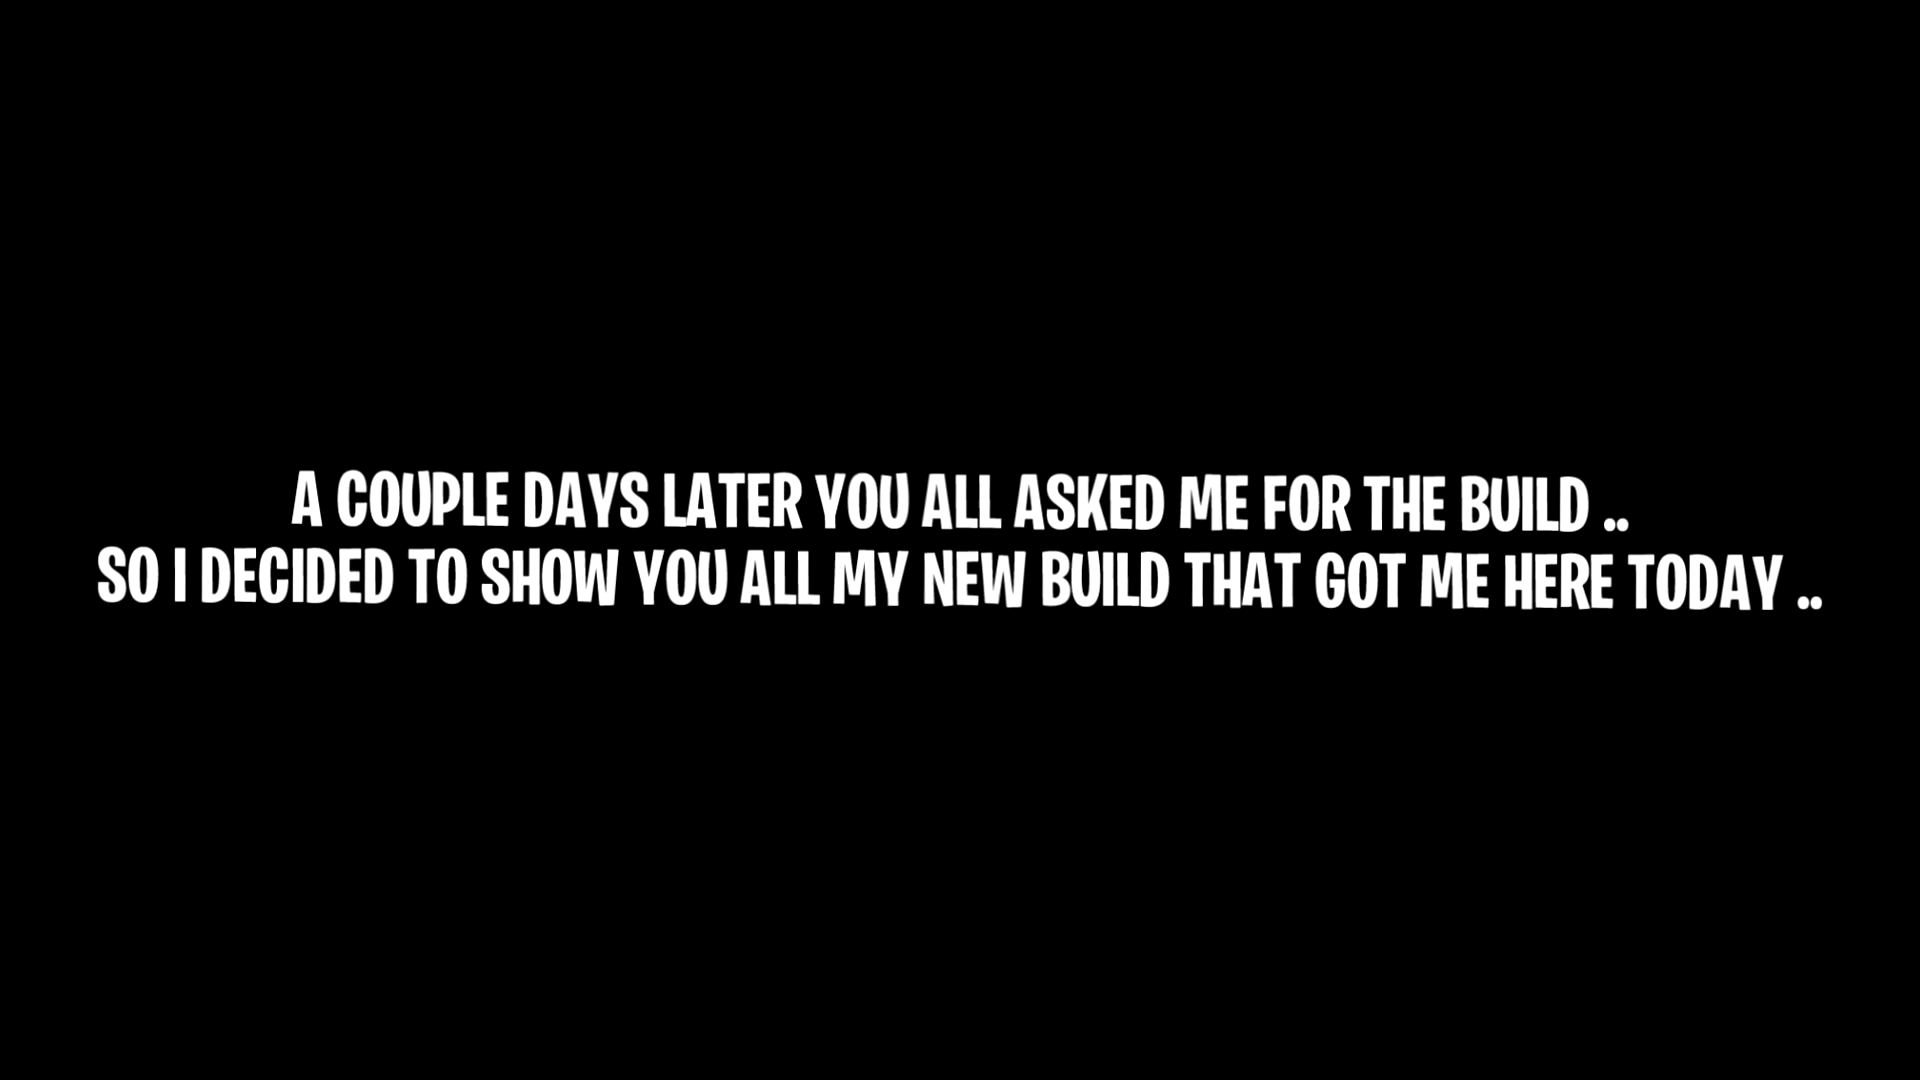 A COUPLE DAYS LATER YOU ALL ASKED ME FOR THE BUILD ..
SO I DECIDED TO SHOW YOU ALL MY NEW BUILD THAT GOT ME HERE TODAY ..